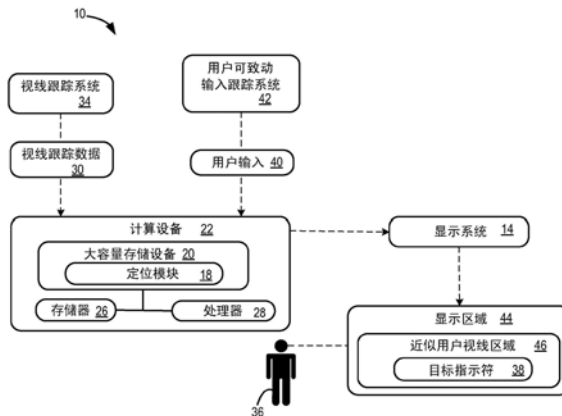 10
视线跟踪系统
34
用户可致动
输入跟踪系统
42
视线跟踪数据
30
用户输入 40
计算设备
22
大容量存储设备
20
定位模块 18
存储器 26
处理器 28
显示系统 14
显示区域 44
近似用户视线区域 46
目标指示符 38
36